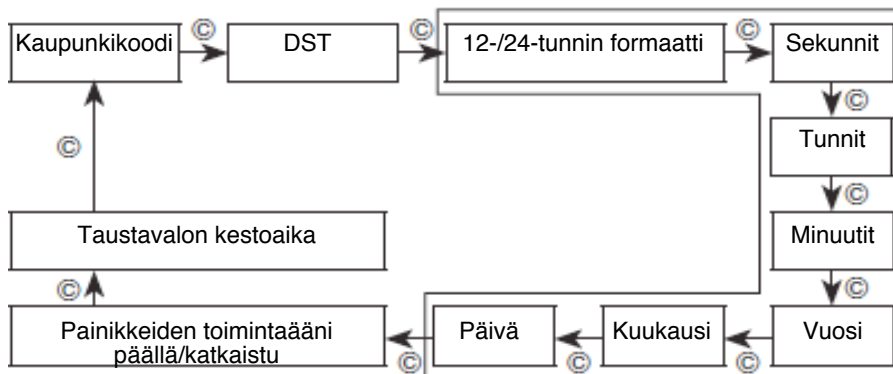 Kaupunkikoodi © DST © 12-/24-tunnin formaatti © Sekunnit
©
Tunnit
©
©
Taustavalon kestoaika
Minuutit
©
©
Painikkeiden toimintaääni
päällä/katkaistu
©
Päivä
©
Kuukausi
©
Vuosi